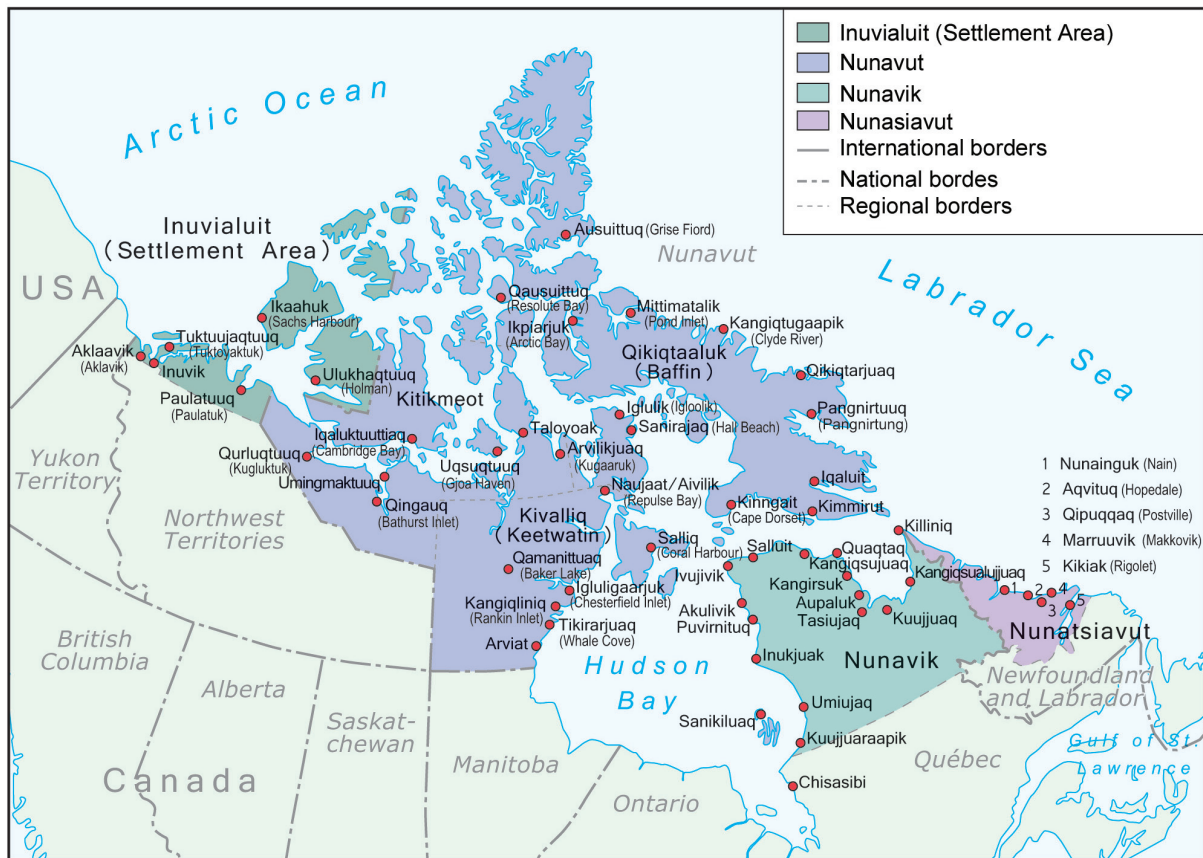 Inuvialuit (Settlement Area)
Nunavut
Nunavik
Nunasiavut
International borders
National bordes
Regional borders
Arctic Ocean
Labrador Sea
Inuvialuit
(Settlement Area)
USA
Nunavut
Ausuittuq (Grise Fiord)
Qausuittuq
(Resolute Bay)
Ikpiarjuk
(Arctic Bay)
Mittimatalik
(Pond Inlet)
Kangiqtugaapik
(Clyde River)
Ikaahuk
(Sachs Harbour)
Tuktuujaqtuuq
(Tuktoyaktuk)
Aklaavik
(Aklavik)
Inuvik
Paulatuuq
(Paulatuk)
Ulukhaqtuuq
(Holman)
Kitikmeot
Qikiqtaaluk
(Baffin)
Qikiqtarjuaq
Pangnirtuuq
(Pangnirtung)
Iglulik (Igloolik)
Sanirajaq (Hall Beach)
Taloyoak
Arvilikjuaq
(Kugaaruk)
Iqaluktuuttiaq
(Cambridge Bay)
Qurluqtuuq
(Kugluktuk)
Uqsuqtuuq
(Gjoa Haven)
Umingmaktuuq
Qingauq
(Bathurst Inlet)
Naujaat/Aivilik
(Repulse Bay)
Iqaluit
Kinngait
(Cape Dorset)
Kimmirut
Kivalliq
(Keetwatin)
Salliq
(Coral Harbour)
Qamanittuaq
(Baker Lake)
Igluligaarjuk
(Chesterfield Inlet)
Kangiqliniq
(Rankin Inlet)
Tikirarjuaq
(Whale Cove)
Arviat
Yukon
Territory
Northwest
Territories
Killiniq
Salluit
Ivujivik
Quaqtaq
Kangiqsujuaq
Kangiqsualujjuaq
Kangirsuk
Aupaluk
Tasiujaq
Kuujjuaq
Akulivik
Puvirnituq
Inukjuak
Nunavik
Umiujaq
Sanikiluaq
Kuujjuaraapik
Chisasibi
Hudson
Bay
1 Nunainguk (Nain)
2 Aqvituq (Hopedale)
3 Qipuqqaq (Postville)
4 Marruuvik (Makkovik)
5 Kikiak (Rigolet)
1
2
4
3
5
Nunatsiavut
Newfoundland
and Labrador
British
Columbia
Alberta
Saskat-
chewan
Manitoba
Ontario
Québec
Gulf of St.
Lawrence
Canada